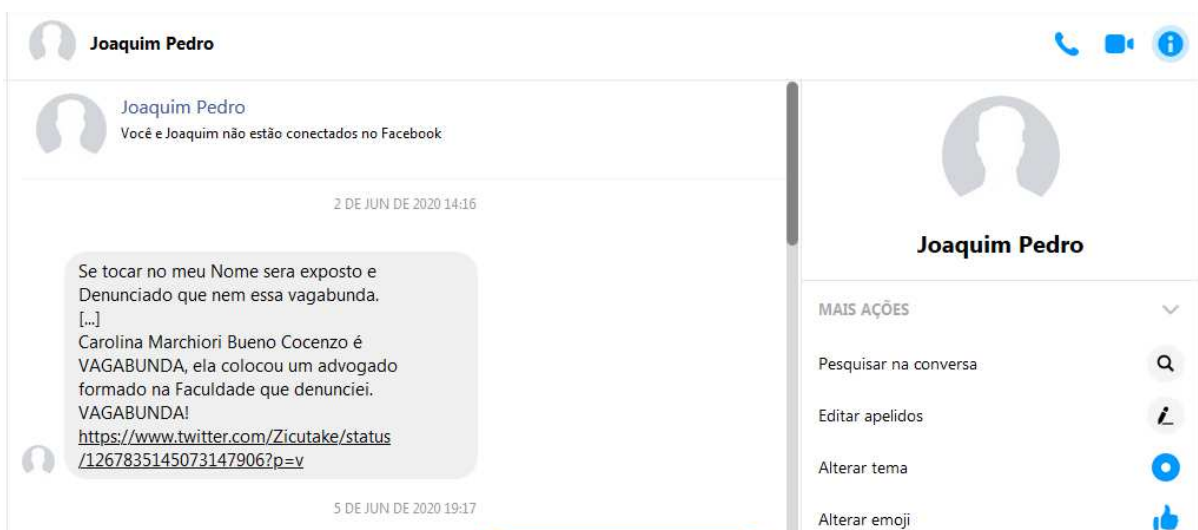 Joaquim Pedro
Joaquim Pedro
Você e Joaquim não estão conectados no Facebook
2 DE JUN DE 2020 14:16
Se tocar no meu Nome sera exposto e
Denunciado que nem essa vagabunda.
[...]
Carolina Marchiori Bueno Cocenzo é
VAGABUNDA, ela colocou um advogado
formado na Faculdade que denunciei.
VAGABUNDA!
https://www.twitter.com/Zicutake/status
/1267835145073147906?p=v
5 DE JUN DE 2020 19:17
Joaquim Pedro
MAIS AÇÕES
Pesquisar na conversa
Editar apelidos
Alterar tema
Alterar emoji